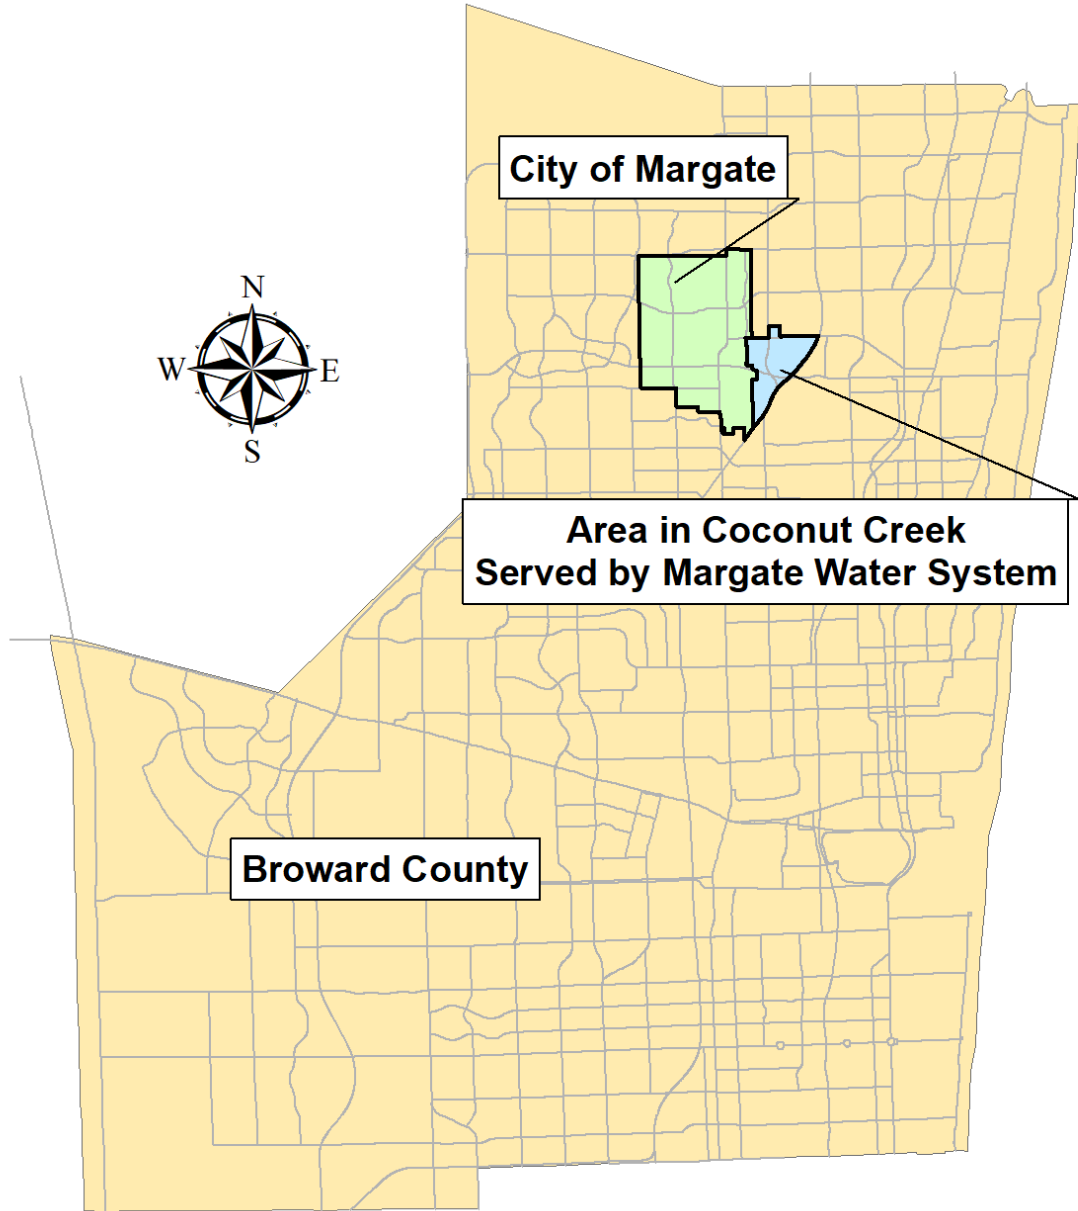 City of Margate
N
W E
S
Area in Coconut Creek
Served by Margate Water System
Broward County